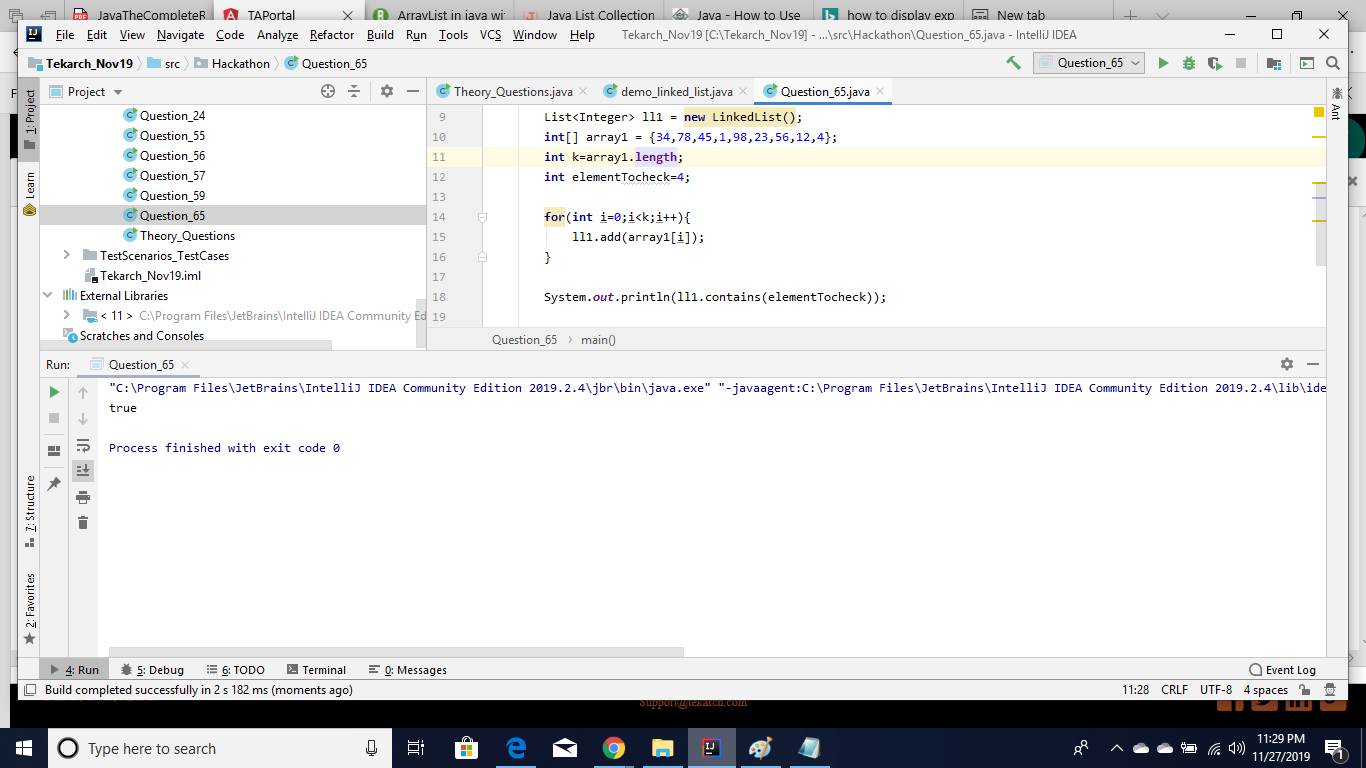 JavaTheCompleteR
TAPortal
ArrayList in java wi
Java List Collection
Java - How to Use
how to display exp
New tab
File Edit View Navigate Code Analyze Refactor Build Run Tools VCS Window Help Tekarch_Nov19 [C:\Tekarch_Nov19] - ...\src\Hackathon\Question_65.java - IntelliJ IDEA
Tekarch_Nov19 src Hackathon Question_65 Question_65
1: Project
Learn
Project
Question_24
Question_55
Question_56
Question_57
Question_59
Question_65
Theory_Questions
TestScenarios_TestCases
Tekarch_Nov19.iml
External Libraries
< 11 > C:\Program Files\JetBrains\IntelliJ IDEA Community Ed
Scratches and Consoles
Theory_Questions.java demo_linked_list.java Question_65.java
9 List<Integer> ll1 = new LinkedList();
10 int[] array1 = {34,78,45,1,98,23,56,12,4};
11 int k=array1.length;
12 int elementTocheck=4;
13
14 for(int i=0;i<k;i++){
15 ll1.add(array1[i]);
16 }
17
18 System.out.println(ll1.contains(elementTocheck));
19
Question_65 main()
Ant
Run: Question_65
"C:\Program Files\JetBrains\IntelliJ IDEA Community Edition 2019.2.4\jbr\bin\java.exe" "-javaagent:C:\Program Files\JetBrains\IntelliJ IDEA Community Edition 2019.2.4\lib\ide
true
Process finished with exit code 0
7: Structure
2: Favorites
4: Run 5: Debug 6: TODO Terminal 0: Messages Event Log
Build completed successfully in 2 s 182 ms (moments ago) 11:28 CRLF UTF-8 4 spaces
Support@tekarch.com
Type here to search
11:29 PM
11/27/2019
1